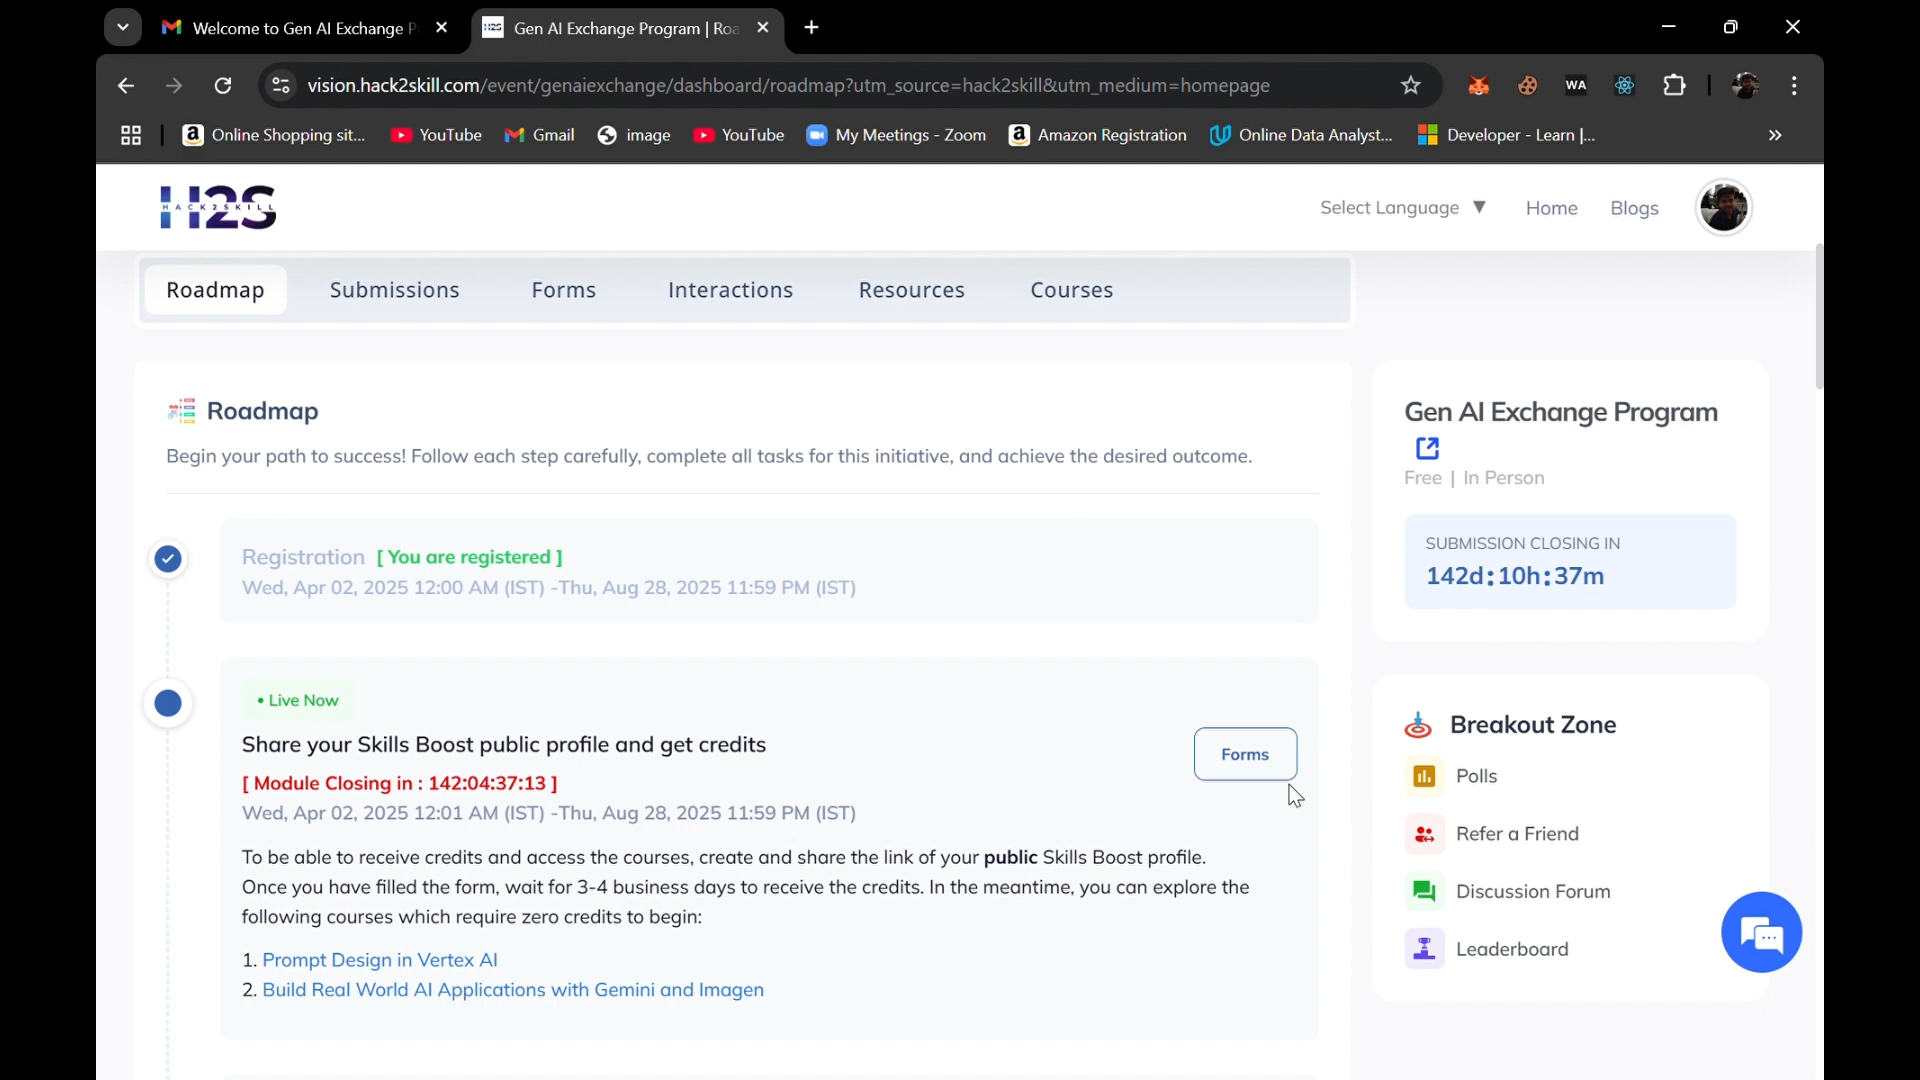 Welcome to Gen AI Exchange P
Gen AI Exchange Program | Roa
vision.hack2skill.com/event/genaiexchange/dashboard/roadmap?utm_source=hack2skill&utm_medium=homepage
WA
Online Shopping sit...
YouTube
Gmail
image
YouTube
My Meetings - Zoom
Amazon Registration
Online Data Analyst...
Developer - Learn |...
H2S
HACK2SKILL
Select Language ▼
Home
Blogs
Roadmap
Submissions
Forms
Interactions
Resources
Courses
Roadmap
Begin your path to success! Follow each step carefully, complete all tasks for this initiative, and achieve the desired outcome.
Registration [ You are registered ]
Wed, Apr 02, 2025 12:00 AM (IST) -Thu, Aug 28, 2025 11:59 PM (IST)
• Live Now
Share your Skills Boost public profile and get credits
[ Module Closing in : 142:04:37:13 ]
Wed, Apr 02, 2025 12:01 AM (IST) -Thu, Aug 28, 2025 11:59 PM (IST)
Forms
To be able to receive credits and access the courses, create and share the link of your public Skills Boost profile.
Once you have filled the form, wait for 3-4 business days to receive the credits. In the meantime, you can explore the
following courses which require zero credits to begin:
1. Prompt Design in Vertex AI
2. Build Real World AI Applications with Gemini and Imagen
Gen AI Exchange Program
Free | In Person
SUBMISSION CLOSING IN
142d:10h:37m
Breakout Zone
Polls
Refer a Friend
Discussion Forum
Leaderboard